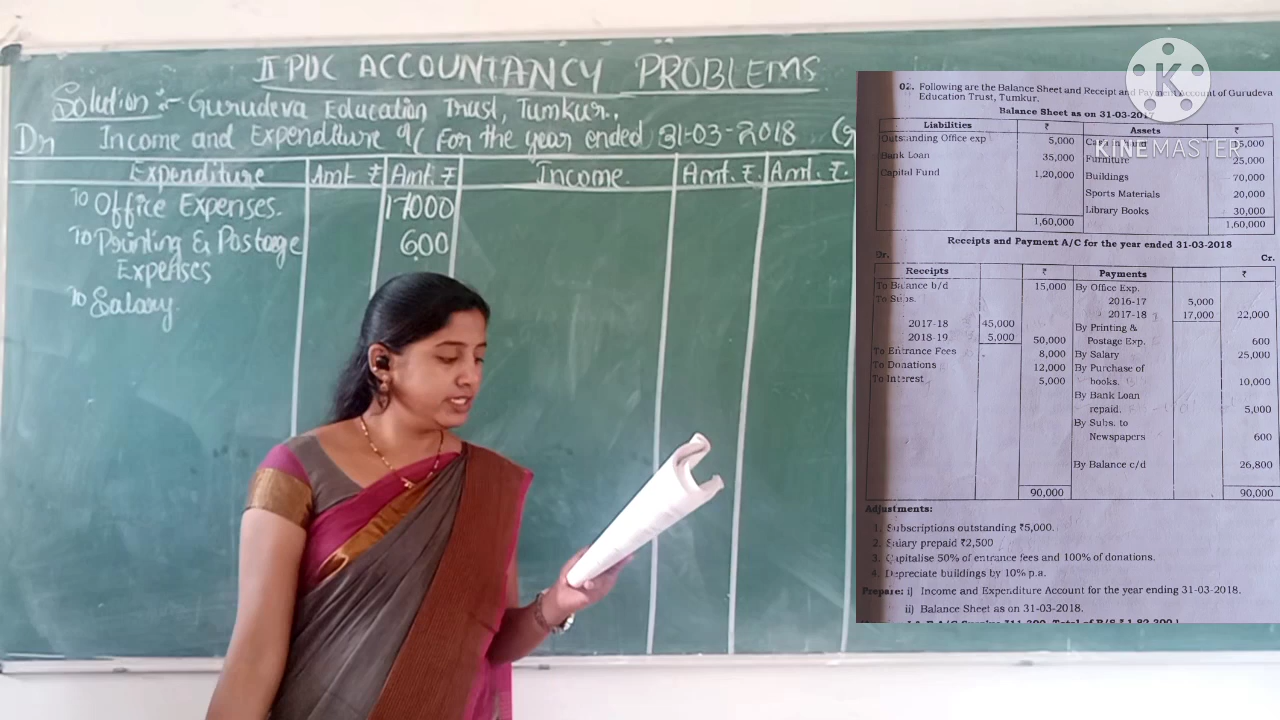 II PUC ACCOUNTANCY PROBLEMS
Solution :- Gurudeva Education Trust, Tumkur.,
Dr Income and Expenditure a/c For the year ended 31-03-2018 Cr
Expenditure Amt ₹ Amt. ₹ Income. Amt. ₹. Amt. ₹.
To Office Expenses. 17000
To Printing & Postage 600
Expenses
To Salary.
K
KINEMASTER
02. Following are the Balance Sheet and Receipt and Payment Account of Gurudeva
Education Trust, Tumkur.
Balance Sheet as on 31-03-2017
Liabilities ₹ Assets ₹
Outstanding Office exp 5,000 15,000
Bank Loan 35,000 Furniture 25,000
Capital Fund 1,20,000 Buildings 70,000
Sports Materials 20,000
Library Books 30,000
1,60,000 1,60,000
Receipts and Payment A/C for the year ended 31-03-2018
Dr. Cr.
Receipts ₹ Payments ₹
To Balance b/d 15,000 By Office Exp.
To Subs. 2016-17 5,000
2017-18 17,000 22,000
2017-18 45,000 By Printing &
2018-19 5,000 50,000 Postage Exp. 600
To Entrance Fees 8,000 By Salary 25,000
To Donations 12,000 By Purchase of
To Interest 5,000 books. 10,000
By Bank Loan
repaid. 5,000
By Subs. to
Newspapers 600
By Balance c/d 26,800
90,000 90,000
Adjustments:
1. Subscriptions outstanding ₹5,000.
2. Salary prepaid ₹2,500
3. Capitalise 50% of entrance fees and 100% of donations.
4. Depreciate buildings by 10% p.a.
Prepare: i) Income and Expenditure Account for the year ending 31-03-2018.
ii) Balance Sheet as on 31-03-2018.